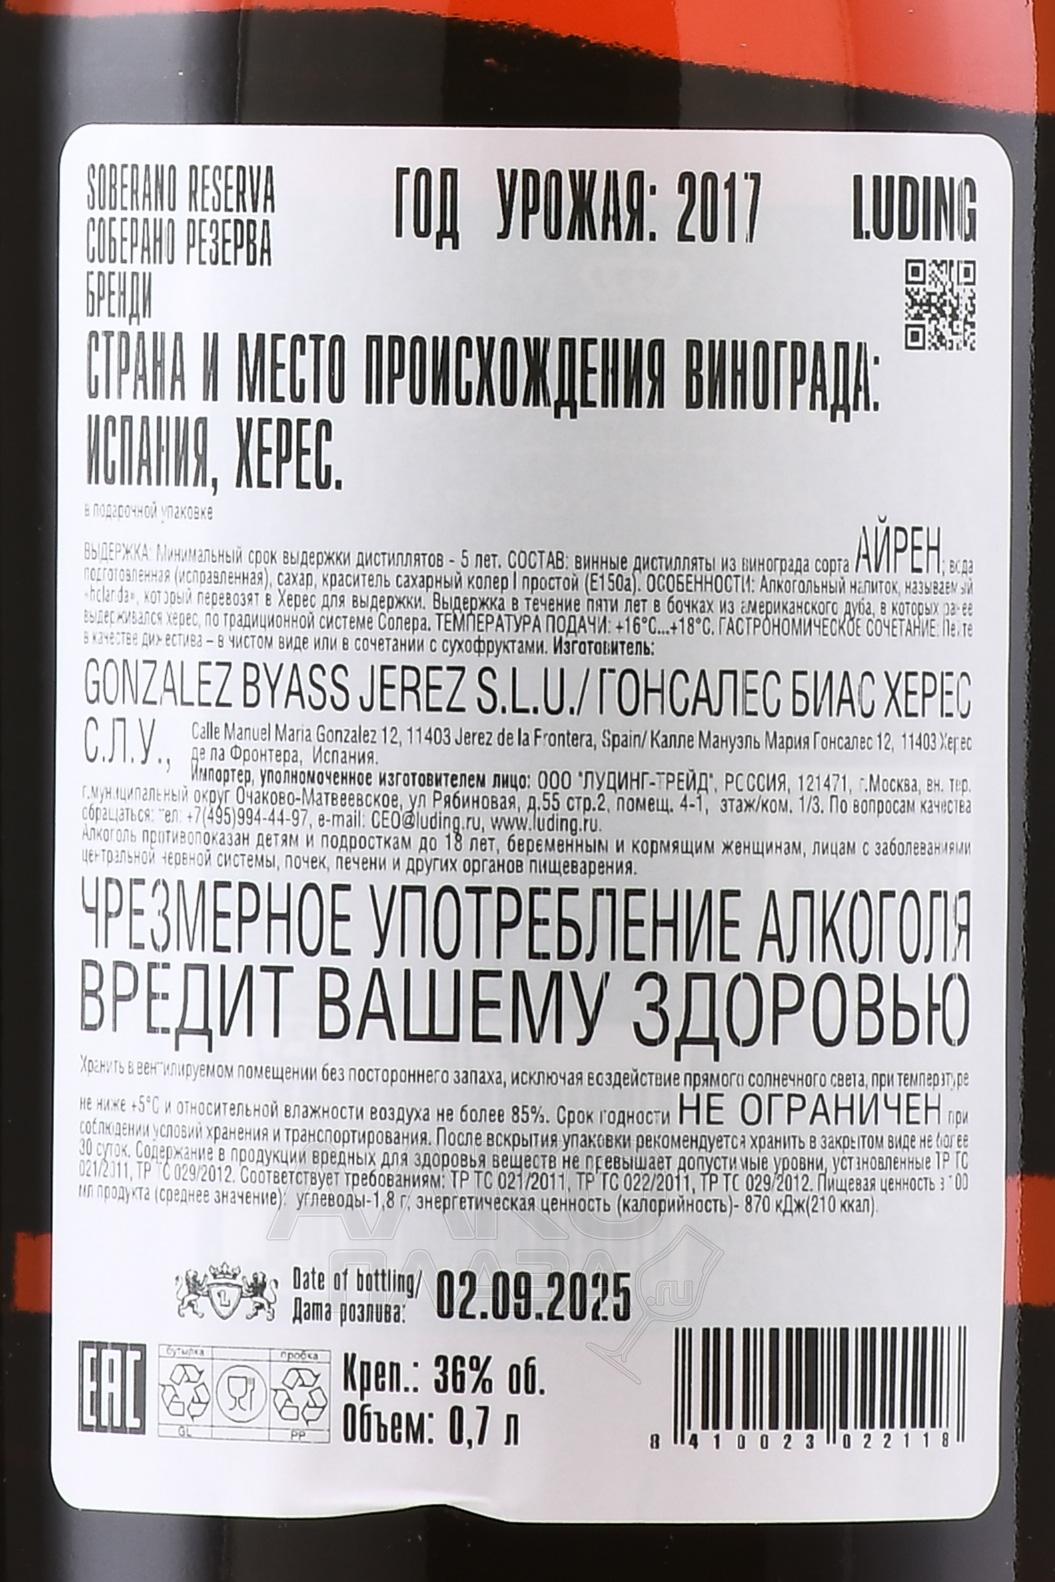 SOBERANO RESERVA
СОБЕРАНО РЕЗЕРВА
БРЕНДИ
ГОД УРОЖАЯ: 2017
LUDING
СТРАНА И МЕСТО ПРОИСХОЖДЕНИЯ ВИНОГРАДА:
ИСПАНИЯ, ХЕРЕС.
в подарочной упаковке
ВЫДЕРЖКА: Минимальный срок выдержки дистиллятов - 5 лет. СОСТАВ: винные дистилляты из винограда сорта АЙРЕН, вода
подготовленная (исправленная), сахар, краситель сахарный колер I простой (E150a). ОСОБЕННОСТИ: Алкогольный напиток, называемый
«holanda», который перевозят в Херес для выдержки. Выдержка в течение пяти лет в бочках из американского дуба, в которых ранее
выдерживался херес, по традиционной системе Солера. ТЕМПЕРАТУРА ПОДАЧИ: +16°C...+18°C. ГАСТРОНОМИЧЕСКОЕ СОЧЕТАНИЕ: Пейте
в качестве дижестива – в чистом виде или в сочетании с сухофруктами. Изготовитель:
GONZALEZ BYASS JEREZ S.L.U./ ГОНСАЛЕС БИАС ХЕРЕС
С.Л.У., Calle Manuel Maria Gonzalez 12, 11403 Jerez de la Frontera, Spain/ Калле Мануэль Мария Гонсалес 12, 11403 Херес
де ла Фронтера, Испания.
Импортер, уполномоченное изготовителем лицо: ООО "ЛУДИНГ-ТРЕЙД", РОССИЯ, 121471, г.Москва, вн. тер.
г.муниципальный округ Очаково-Матвеевское, ул Рябиновая, д.55 стр.2, помещ. 4-1, этаж/ком. 1/3. По вопросам качества
обращаться: тел: +7(495)994-44-97, e-mail: CEO@luding.ru, www.luding.ru.
Алкоголь противопоказан детям и подросткам до 18 лет, беременным и кормящим женщинам, лицам с заболеваниями
центральной нервной системы, почек, печени и других органов пищеварения.
ЧРЕЗМЕРНОЕ УПОТРЕБЛЕНИЕ АЛКОГОЛЯ
ВРЕДИТ ВАШЕМУ ЗДОРОВЬЮ
Хранить в вентилируемом помещении без постороннего запаха, исключая воздействие прямого солнечного света, при температуре
не ниже +5°C и относительной влажности воздуха не более 85%. Срок годности НЕ ОГРАНИЧЕН при
соблюдении условий хранения и транспортирования. После вскрытия упаковки рекомендуется хранить в закрытом виде не более
30 суток. Содержание в продукции вредных для здоровья веществ не превышает допустимые уровни, установленные ТР ТС
021/2011, ТР ТС 029/2012. Соответствует требованиям: ТР ТС 021/2011, ТР ТС 022/2011, ТР ТС 029/2012. Пищевая ценность в 100
мл продукта (среднее значение): углеводы-1,8 г; энергетическая ценность (калорийность)- 870 кДж(210 ккал).
АЛКО
ПЛАЗА.ru
L
Date of bottling/
Дата розлива:
02.09.2025
EAC
бутылка
пробка
GL
PP
Креп.: 36% об.
Объем: 0,7 л
8 410023 022118